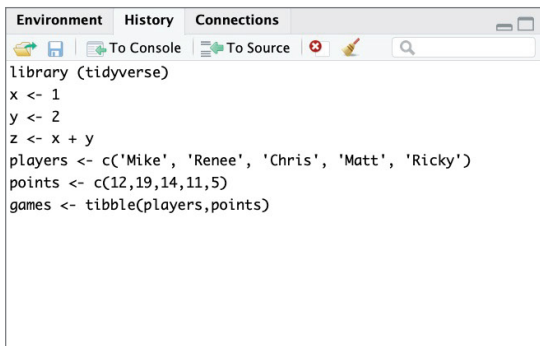 Environment History Connections
To Console To Source
library (tidyverse)
x <- 1
y <- 2
z <- x + y
players <- c('Mike', 'Renee', 'Chris', 'Matt', 'Ricky')
points <- c(12,19,14,11,5)
games <- tibble(players,points)